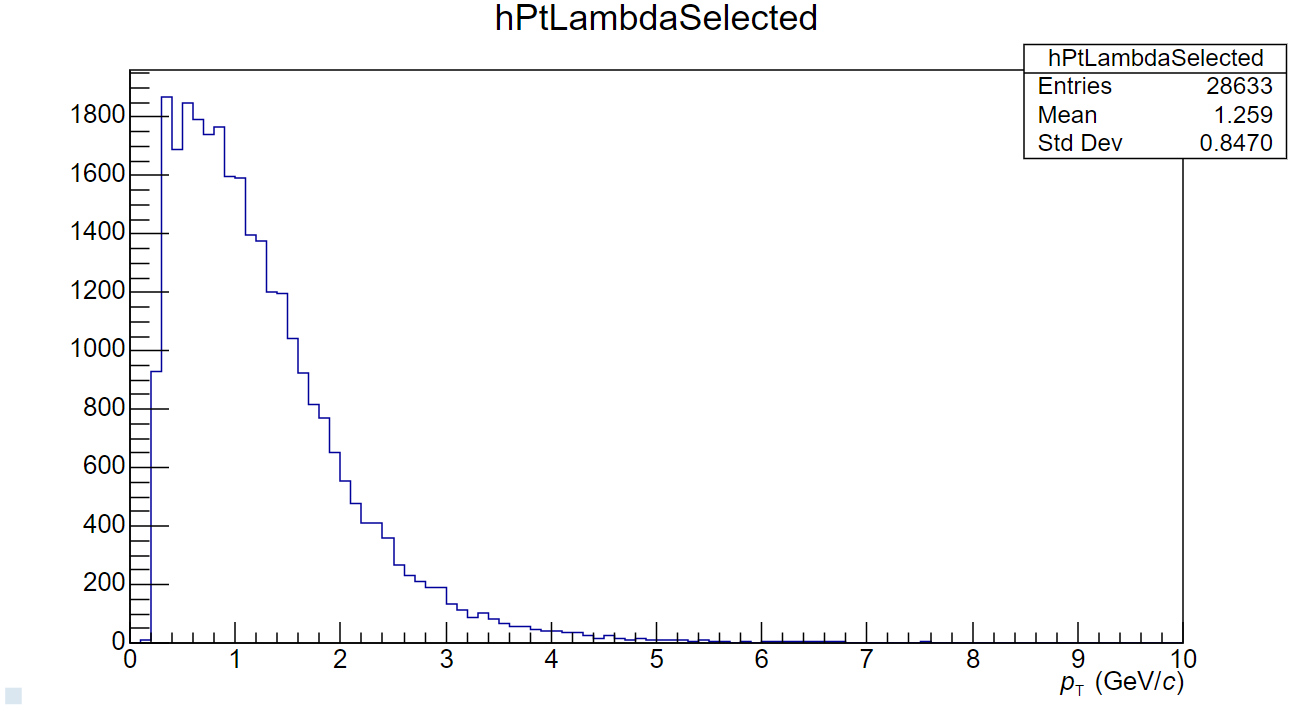 hPtLambdaSelected
hPtLambdaSelected
Entries 28633
Mean 1.259
Std Dev 0.8470
1800
1600
1400
1200
1000
800
600
400
200
0
0 1 2 3 4 5 6 7 8 9 10
pT (GeV/c)